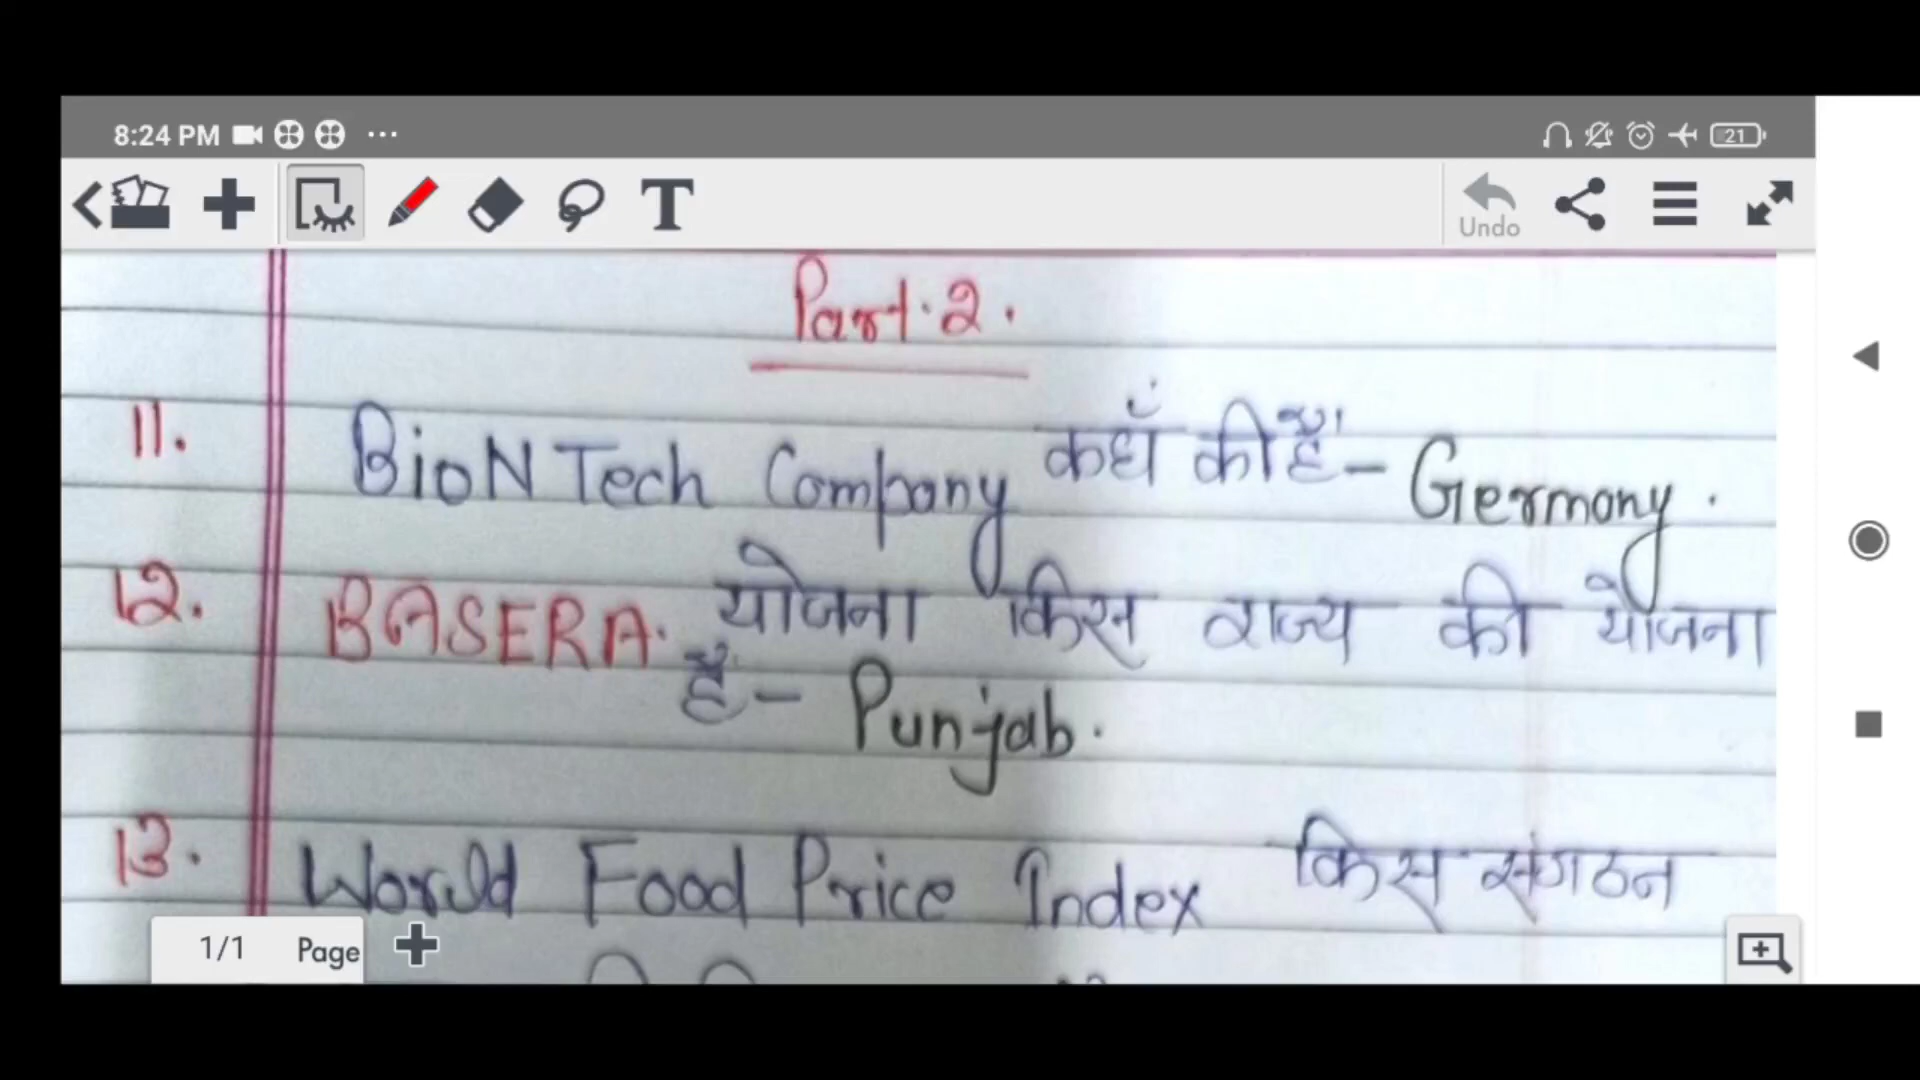 8:24 PM ... 21
T Undo
Part.2.
11. BioNTech Company कहाँ की हैं- Germany.
12. BASERA. योजना किस राज्य की योजना
हैं- Punjab.
13. World Food Price Index किस संगठन
1/1 Page